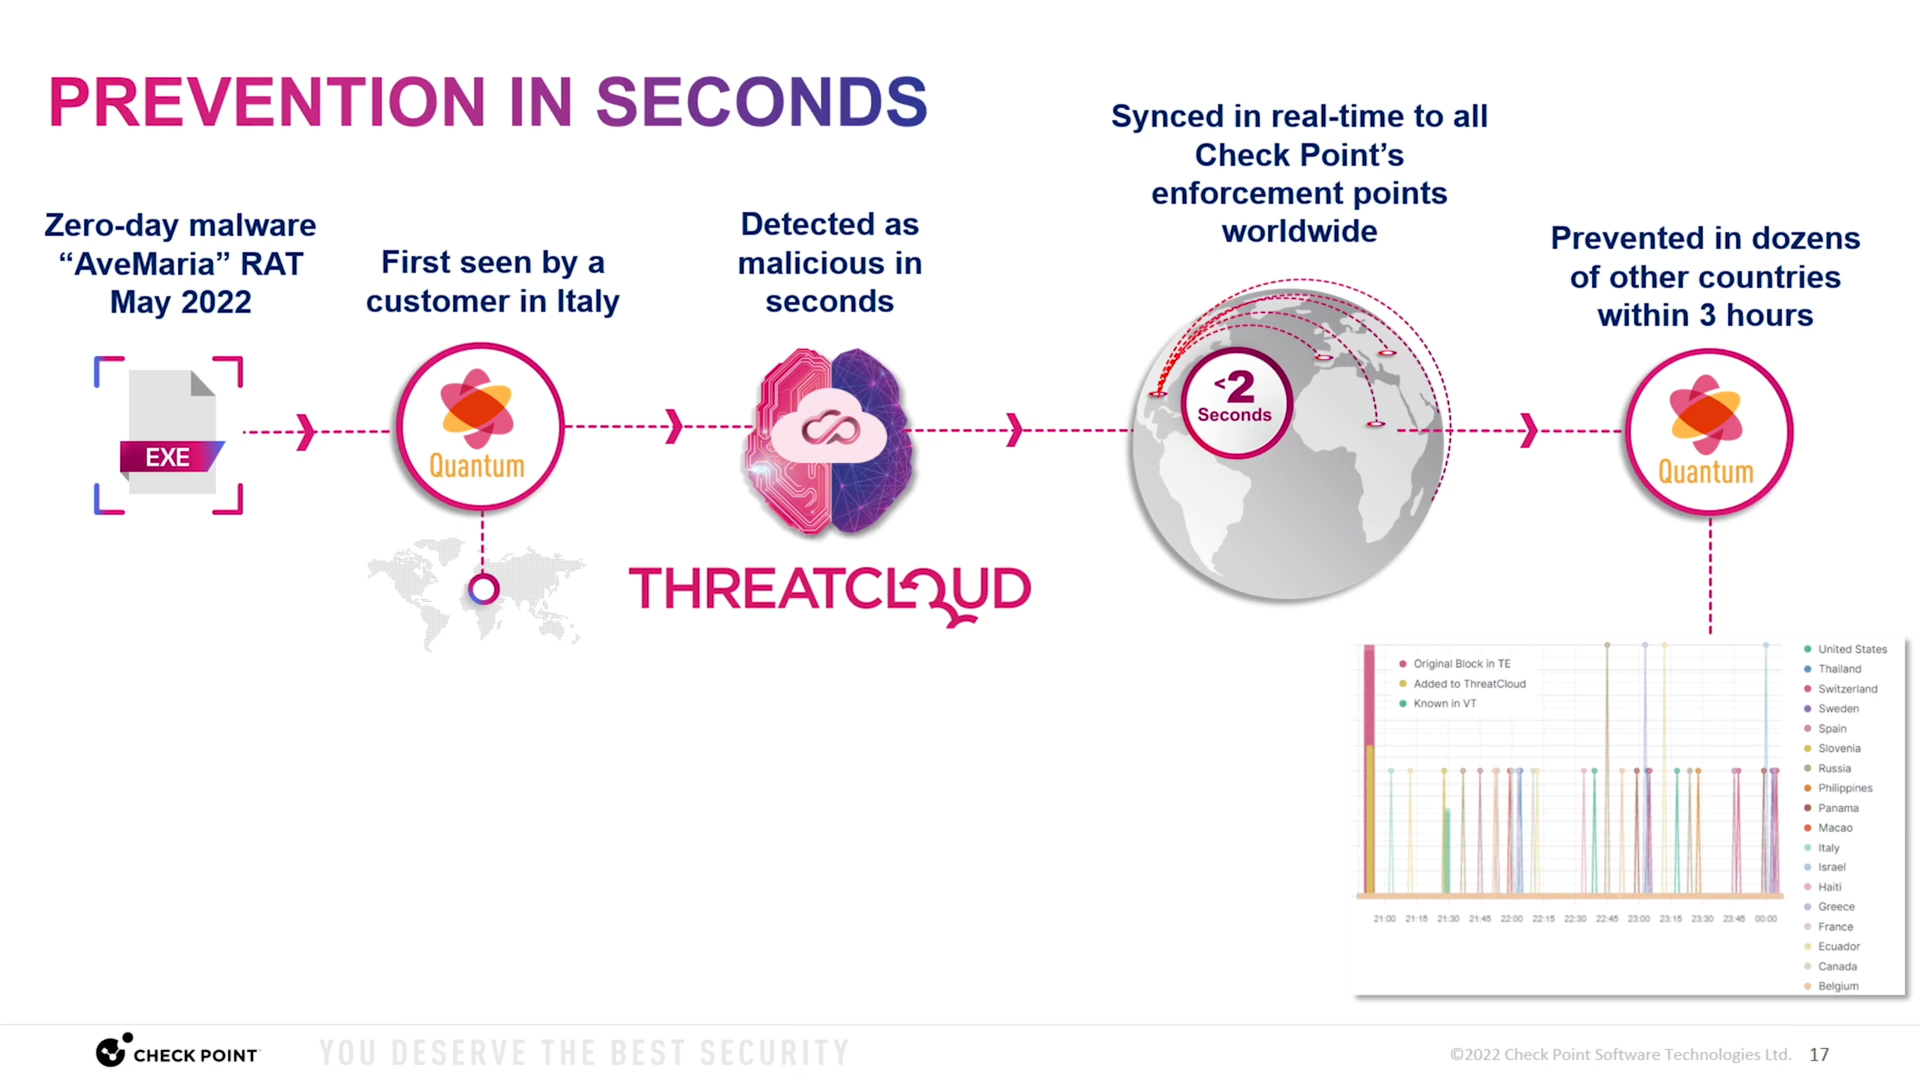 PREVENTION IN SECONDS
Zero-day malware
“AveMaria” RAT
May 2022
First seen by a
customer in Italy
Detected as
malicious in
seconds
Synced in real-time to all
Check Point’s
enforcement points
worldwide
Prevented in dozens
of other countries
within 3 hours
EXE
Quantum
THREATCLOUD
<2
Seconds
Quantum
Original Block in TE
Added to ThreatCloud
Known in VT
21:00 21:15 21:30 21:45 22:00 22:15 22:30 22:45 23:00 23:15 23:30 23:45 00:00
United States
Thailand
Switzerland
Sweden
Spain
Slovenia
Russia
Philippines
Panama
Macao
Italy
Israel
Haiti
Greece
France
Ecuador
Canada
Belgium
CHECK POINT
YOU DESERVE THE BEST SECURITY
©2022 Check Point Software Technologies Ltd. 17